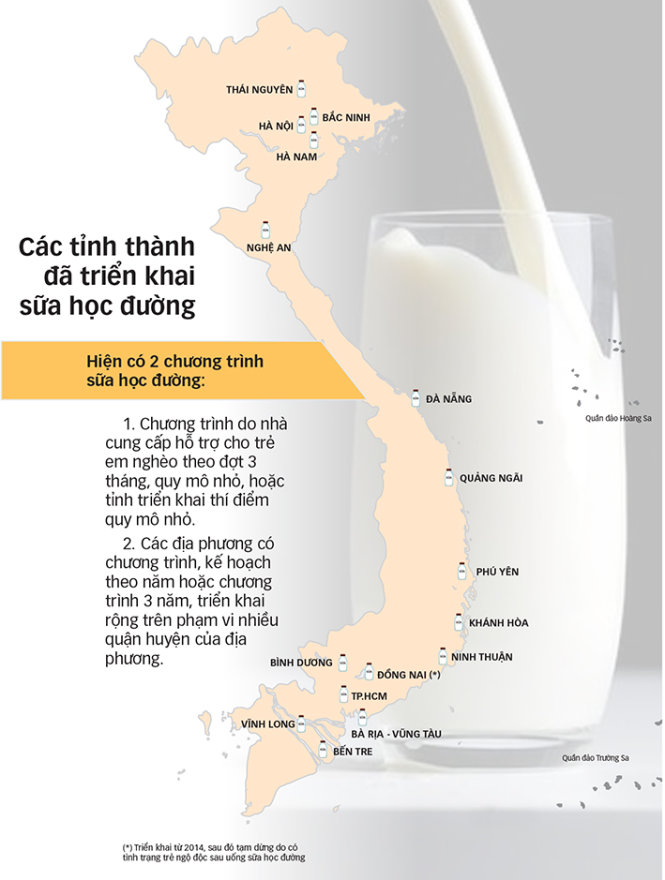 THÁI NGUYÊN
BẮC NINH
HÀ NỘI
HÀ NAM
NGHỆ AN
Các tỉnh thành
đã triển khai
sữa học đường
Hiện có 2 chương trình
sữa học đường:
1. Chương trình do nhà
cung cấp hỗ trợ cho trẻ
em nghèo theo đợt 3
tháng, quy mô nhỏ, hoặc
tỉnh triển khai thí điểm
quy mô nhỏ.
2. Các địa phương có
chương trình, kế hoạch
theo năm hoặc chương
trình 3 năm, triển khai
rộng trên phạm vi nhiều
quận huyện của địa
phương.
ĐÀ NẴNG
Quần đảo Hoàng Sa
QUẢNG NGÃI
PHÚ YÊN
KHÁNH HÒA
NINH THUẬN
BÌNH DƯƠNG
ĐỒNG NAI (*)
TP.HCM
VĨNH LONG
BÀ RỊA - VŨNG TÀU
BẾN TRE
Quần đảo Trường Sa
(*) Triển khai từ 2014, sau đó tạm dừng do có
tình trạng trẻ ngộ độc sau uống sữa học đường